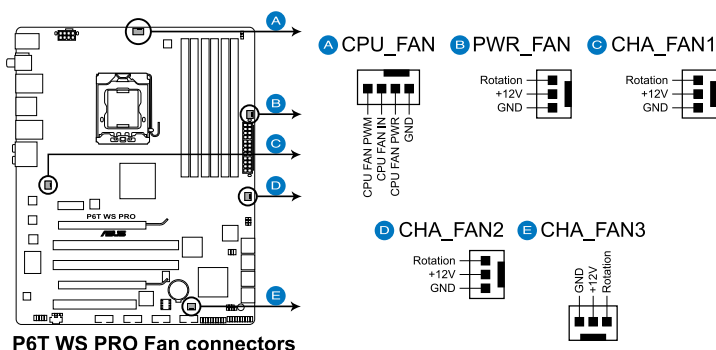 A
B
C
D
E
P6T WS PRO
ASUS
P6T WS PRO Fan connectors
A CPU_FAN
CPU FAN PWM
CPU FAN IN
CPU FAN PWR
GND
B PWR_FAN
Rotation
+12V
GND
C CHA_FAN1
Rotation
+12V
GND
D CHA_FAN2
Rotation
+12V
GND
E CHA_FAN3
GND
+12V
Rotation